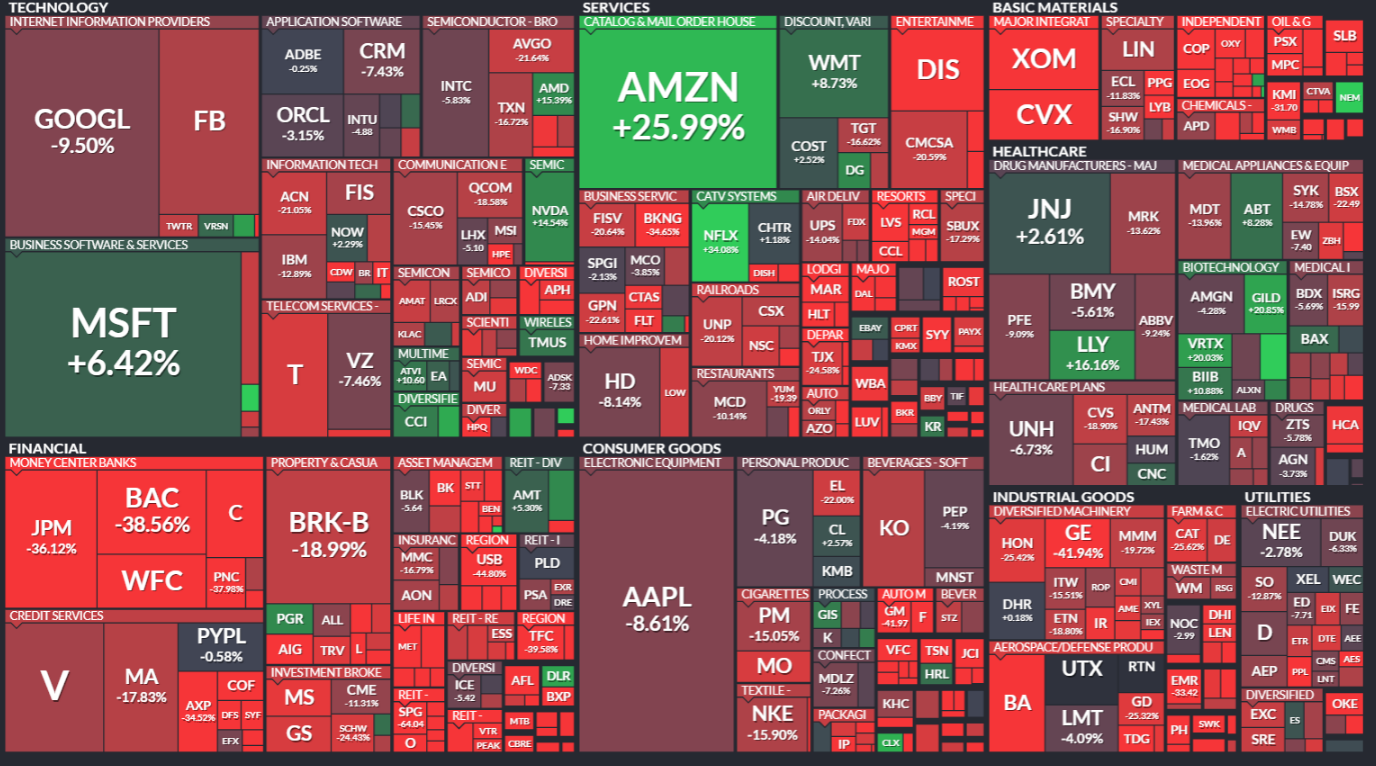 TECHNOLOGY
INTERNET INFORMATION PROVIDERS
GOOGL
-9.50%
FB
TWTR
VRSN
APPLICATION SOFTWARE
ADBE
-0.25%
CRM
-7.43%
ORCL
-3.15%
INTU
-4.88
SEMICONDUCTOR - BRO
INTC
-5.83%
AVGO
-21.64%
TXN
-16.72%
AMD
+15.39%
BUSINESS SOFTWARE & SERVICES
MSFT
+6.42%
INFORMATION TECH
ACN
-21.05%
FIS
NOW
+2.29%
IBM
-12.89%
CDW
BR
IT
COMMUNICATION E
CSCO
-15.45%
QCOM
-18.58%
LHX
-5.10
MSI
HPE
SEMIC
NVDA
+14.54%
TELECOM SERVICES -
T
VZ
-7.46%
SEMICON
AMAT
LRCX
KLAC
SEMICO
ADI
DIVERSI
APH
SCIENTI
WIRELES
TMUS
MULTIME
ATVI
+10.60
EA
SEMIC
MU
WDC
ADSK
-7.33
DIVERSIFIE
CCI
DIVER
HPQ
SERVICES
CATALOG & MAIL ORDER HOUSE
AMZN
+25.99%
DISCOUNT, VARI
WMT
+8.73%
COST
+2.52%
TGT
-16.62%
DG
ENTERTAINME
DIS
CMCSA
-20.59%
BUSINESS SERVIC
FISV
-20.64%
BKNG
-34.65%
SPGI
-2.13%
MCO
-3.85%
GPN
-22.61%
CTAS
FLT
CATV SYSTEMS
NFLX
+34.08%
CHTR
+1.18%
DISH
AIR DELIV
UPS
-14.04%
FDX
RESORTS
LVS
RCL
MGM
CCL
SPECI
SBUX
-17.29%
RAILROADS
UNP
-20.12%
CSX
NSC
LODGI
MAR
HLT
MAJO
DAL
ROST
HOME IMPROVEM
HD
-8.14%
LOW
DEPAR
TJX
-24.58%
EBAY
CPRT
KMX
SYY
PAYX
RESTAURANTS
MCD
-10.14%
YUM
-19.39
AUTO
ORLY
AZO
WBA
LUV
BKR
BBY
KR
TIF
BASIC MATERIALS
MAJOR INTEGRAT
XOM
CVX
SPECIALTY
LIN
ECL
-11.83%
PPG
LYB
SHW
-16.90%
INDEPENDENT
COP
OXY
EOG
CHEMICALS -
APD
OIL & G
PSX
MPC
SLB
KMI
-31.70
WMB
CTVA
NEM
HEALTHCARE
DRUG MANUFACTURERS - MAJ
JNJ
+2.61%
MRK
-13.62%
PFE
-9.09%
BMY
-5.61%
ABBV
-9.24%
LLY
+16.16%
MEDICAL APPLIANCES & EQUIP
MDT
-13.96%
ABT
+8.28%
SYK
-14.78%
BSX
-22.49
EW
-7.40
ZBH
BIOTECHNOLOGY
AMGN
-4.28%
GILD
+20.85%
VRTX
+20.03%
BIIB
+10.88%
ALXN
MEDICAL I
BDX
-5.69%
ISRG
-15.99
BAX
HEALTH CARE PLANS
UNH
-6.73%
CVS
-18.90%
ANTM
-17.43%
CI
HUM
CNC
MEDICAL LAB
TMO
-1.62%
IQV
A
DRUGS
ZTS
-5.78%
AGN
-3.73%
HCA
FINANCIAL
MONEY CENTER BANKS
JPM
-36.12%
BAC
-38.56%
C
WFC
PNC
-37.98%
PROPERTY & CASUA
BRK-B
-18.99%
PGR
ALL
AIG
TRV
L
ASSET MANAGEM
BLK
-5.64
BK
STT
BEN
REIT - DIV
AMT
+5.30%
INSURANC
MMC
-16.79%
AON
REGION
USB
-44.80%
REIT - I
PLD
PSA
EXR
DRE
CREDIT SERVICES
V
MA
-17.83%
PYPL
-0.58%
AXP
-34.52%
COF
DFS
SYF
EFX
INVESTMENT BROKE
MS
GS
CME
-11.31%
SCHW
-24.43%
LIFE IN
MET
REIT - RE
ESS
REGION
TFC
-39.58%
DIVERSI
ICE
-5.42
AFL
DLR
BXP
REIT -
SPG
-64.04
O
REIT -
VTR
PEAK
MTB
CBRE
CONSUMER GOODS
ELECTRONIC EQUIPMENT
AAPL
-8.61%
PERSONAL PRODUC
PG
-4.18%
EL
-22.00%
CL
+2.57%
KMB
BEVERAGES - SOFT
KO
PEP
-4.19%
MNST
CIGARETTES
PM
-15.05%
MO
PROCESS
GIS
K
AUTO M
GM
-41.97
F
BEVER
STZ
CONFECT
MDLZ
-7.26%
VFC
TSN
HRL
JCI
TEXTILE -
NKE
-15.90%
PACKAGI
IP
KHC
CLX
INDUSTRIAL GOODS
DIVERSIFIED MACHINERY
HON
-25.42%
GE
-41.94%
MMM
-19.72%
DHR
+0.18%
ITW
-15.51%
ROP
CMI
ETN
-18.80%
IR
AME
XYL
IEX
FARM & C
CAT
-25.62%
DE
WASTE M
WM
RSG
NOC
-2.99
DHI
LEN
AEROSPACE/DEFENSE PRODU
BA
UTX
RTN
LMT
-4.09%
GD
-25.32%
TDG
EMR
-33.42
PH
SWK
UTILITIES
ELECTRIC UTILITIES
NEE
-2.78%
DUK
-6.33%
SO
-12.87%
XEL
WEC
ED
-7.71
EIX
FE
D
ETR
DTE
AEE
AEP
PPL
CMS
AES
LNT
DIVERSIFIED
EXC
ES
SRE
OKE